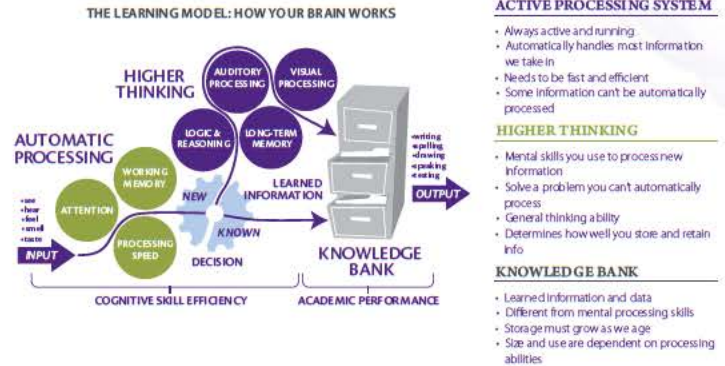 THE LEARNING MODEL: HOW YOUR BRAIN WORKS
HIGHER
THINKING
AUDITORY
PROCESSING
VISUAL
PROCESSING
LOGIC &
REASONING
LONG-TERM
MEMORY
AUTOMATIC
PROCESSING
WORKING
MEMORY
ATTENTION
PROCESSING
SPEED
•see
•hear
•feel
•smell
•taste
INPUT
NEW
KNOWN
DECISION
LEARNED
INFORMATION
KNOWLEDGE
BANK
•writing
•spelling
•drawing
•speaking
•testing
OUTPUT
COGNITIVE SKILL EFFICIENCY
ACADEMIC PERFORMANCE
ACTIVE PROCESSING SYSTEM
• Always active and running
• Automatically handles most information
we take in
• Needs to be fast and efficient
• Some information can't be automatically
processed
HIGHER THINKING
• Mental skills you use to process new
information
• Solve a problem you can't automatically
process
• General thinking ability
• Determines how well you store and retain
info
KNOWLEDGE BANK
• Learned information and data
• Different from mental processing skills
• Storage must grow as we age
• Size and use are dependent on processing
abilities